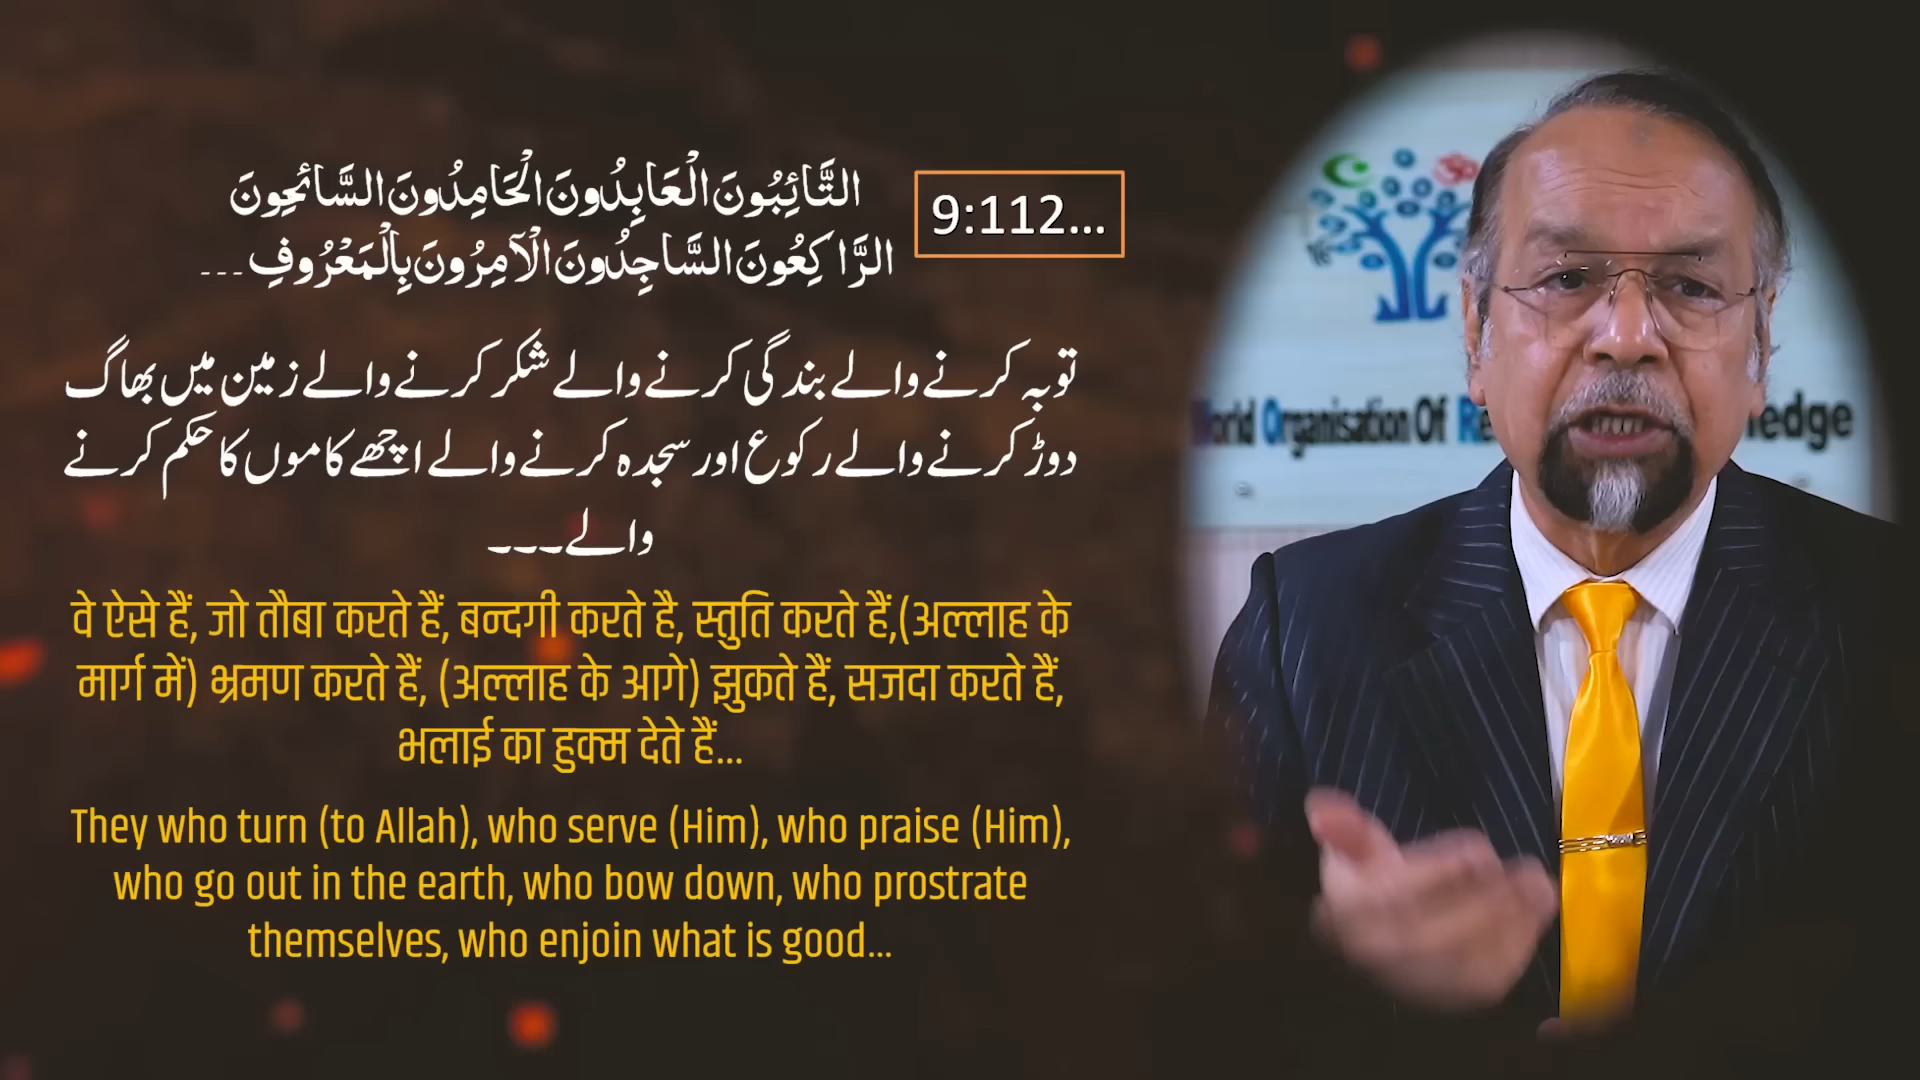 التَّائِبُونَ الْعَابِدُونَ الْحَامِدُونَ السَّائِحُونَ
9:112...
الرَّاكِعُونَ السَّاجِدُونَ الْآمِرُونَ بِالْمَعْرُوفِ ---
توبہ کرنے والے بندگی کرنے والے شکر کرنے والے زمین میں بھاگ
دوڑ کرنے والے رکوع اور سجدہ کرنے والے اچھے کاموں کا حکم کرنے
والے---
वे ऐसे हैं, जो तौबा करते हैं, बन्दगी करते है, स्तुति करते हैं,(अल्लाह के
मार्ग में) भ्रमण करते हैं, (अल्लाह के आगे) झुकते हैं, सजदा करते हैं,
भलाई का हुक्म देते हैं...
They who turn (to Allah), who serve (Him), who praise (Him),
who go out in the earth, who bow down, who prostrate
themselves, who enjoin what is good...
World Organisation Of